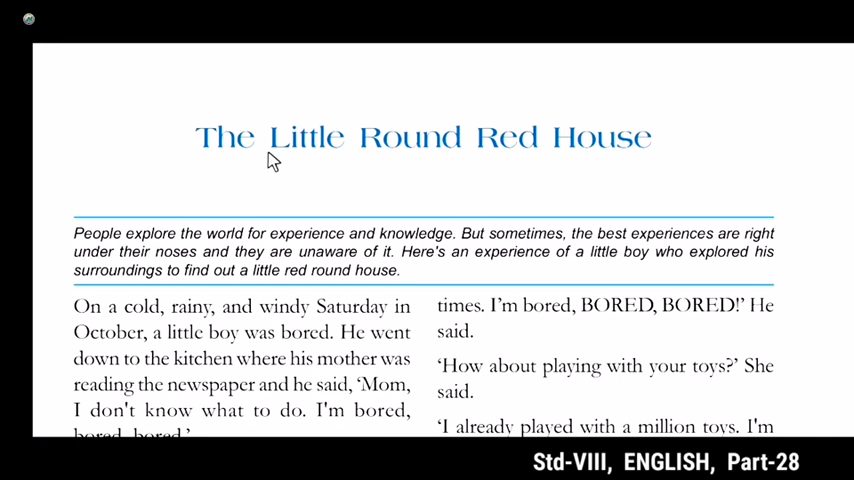 The Little Round Red House
People explore the world for experience and knowledge. But sometimes, the best experiences are right
under their noses and they are unaware of it. Here's an experience of a little boy who explored his
surroundings to find out a little red round house.
On a cold, rainy, and windy Saturday in
October, a little boy was bored. He went
down to the kitchen where his mother was
reading the newspaper and he said, ‘Mom,
I don't know what to do. I'm bored,
bored, bored.’
times. I’m bored, BORED, BORED!’ He
said.
‘How about playing with your toys?’ She
said.
‘I already played with a million toys. I'm
Std-VIII, ENGLISH, Part-28